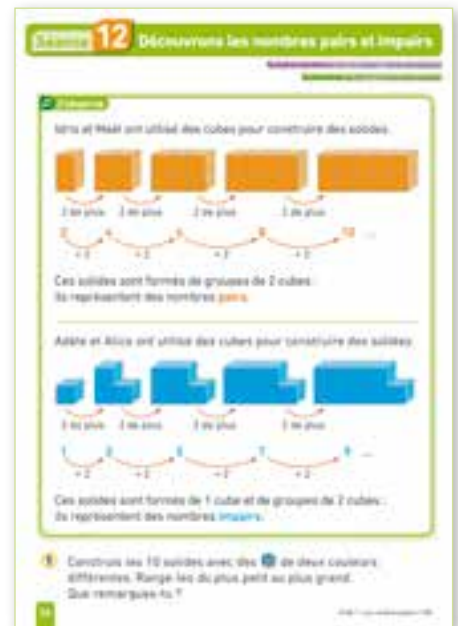 Séance 12 Découvrons les nombres pairs et impairs
Idris et Maël ont utilisé des cubes pour construire des solides.
2 de plus 2 de plus 2 de plus 2 de plus
2 4 6 8 10 ...
+ 2 + 2 + 2 + 2
Ces solides sont formés de groupes de 2 cubes :
ils représentent des nombres pairs.
Adèle et Alice ont utilisé des cubes pour construire des solides.
2 de plus 2 de plus 2 de plus 2 de plus
1 3 5 7 9 ...
+ 2 + 2 + 2 + 2
Ces solides sont formés de 1 cube et de groupes de 2 cubes :
ils représentent des nombres impairs.
1 Construis les 10 solides avec des de deux couleurs
différentes. Range-les du plus petit au plus grand.
Que remarques-tu ?